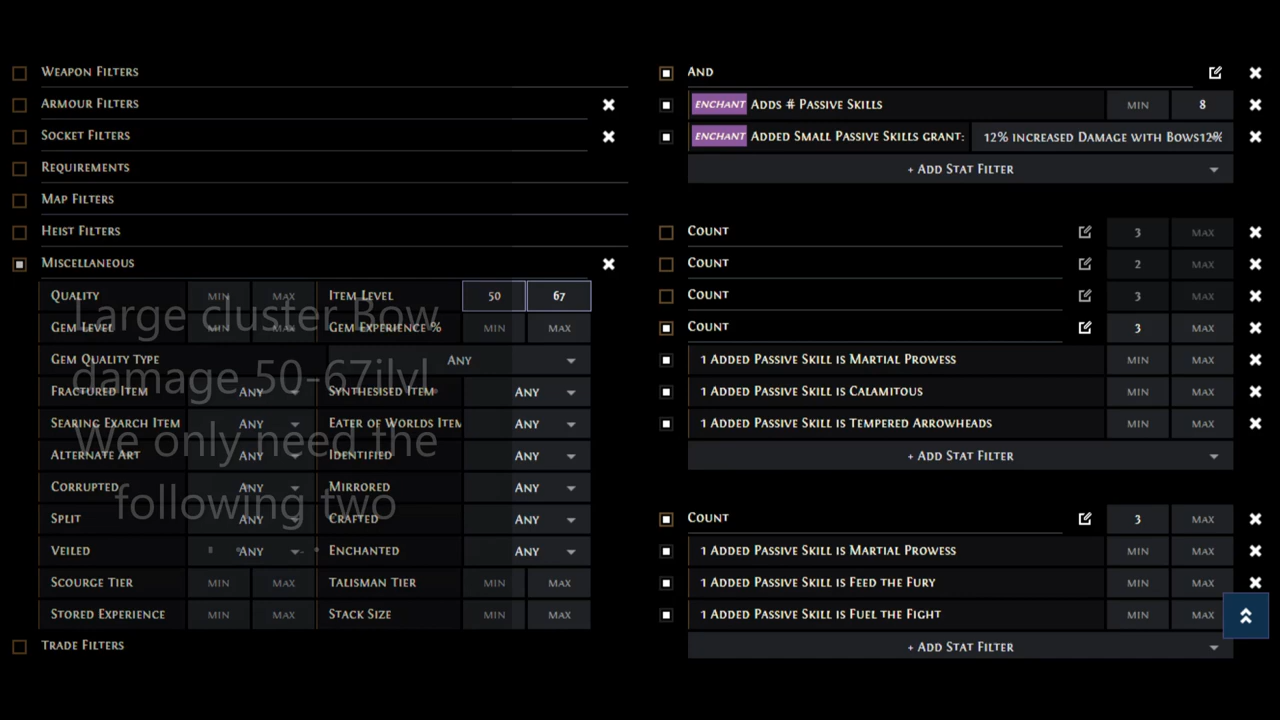 Weapon Filters
Armour Filters
Socket Filters
Requirements
Map Filters
Heist Filters
Miscellaneous
Quality MIN MAX Item Level 50 67
Gem Level MIN MAX Gem Experience % MIN MAX
Gem Quality Type Any
Fractured Item Any Synthesised Item Any
Searing Exarch Item Any Eater of Worlds Item Any
Alternate Art Any Identified Any
Corrupted Any Mirrored Any
Split Any Crafted Any
Veiled Any Enchanted Any
Scourge Tier MIN MAX Talisman Tier MIN MAX
Stored Experience MIN MAX Stack Size MIN MAX
Trade Filters
Large cluster Bow
damage 50-67ilvl
We only need the
following two
And
ENCHANT Adds # Passive Skills MIN 8
ENCHANT Added Small Passive Skills grant: 12% increased Damage with Bows12%
+ Add Stat Filter
Count 3 MAX
Count 2 MAX
Count 3 MAX
Count 3 MAX
1 Added Passive Skill is Martial Prowess MIN MAX
1 Added Passive Skill is Calamitous MIN MAX
1 Added Passive Skill is Tempered Arrowheads MIN MAX
+ Add Stat Filter
Count 3 MAX
1 Added Passive Skill is Martial Prowess MIN MAX
1 Added Passive Skill is Feed the Fury MIN MAX
1 Added Passive Skill is Fuel the Fight MIN MAX
+ Add Stat Filter